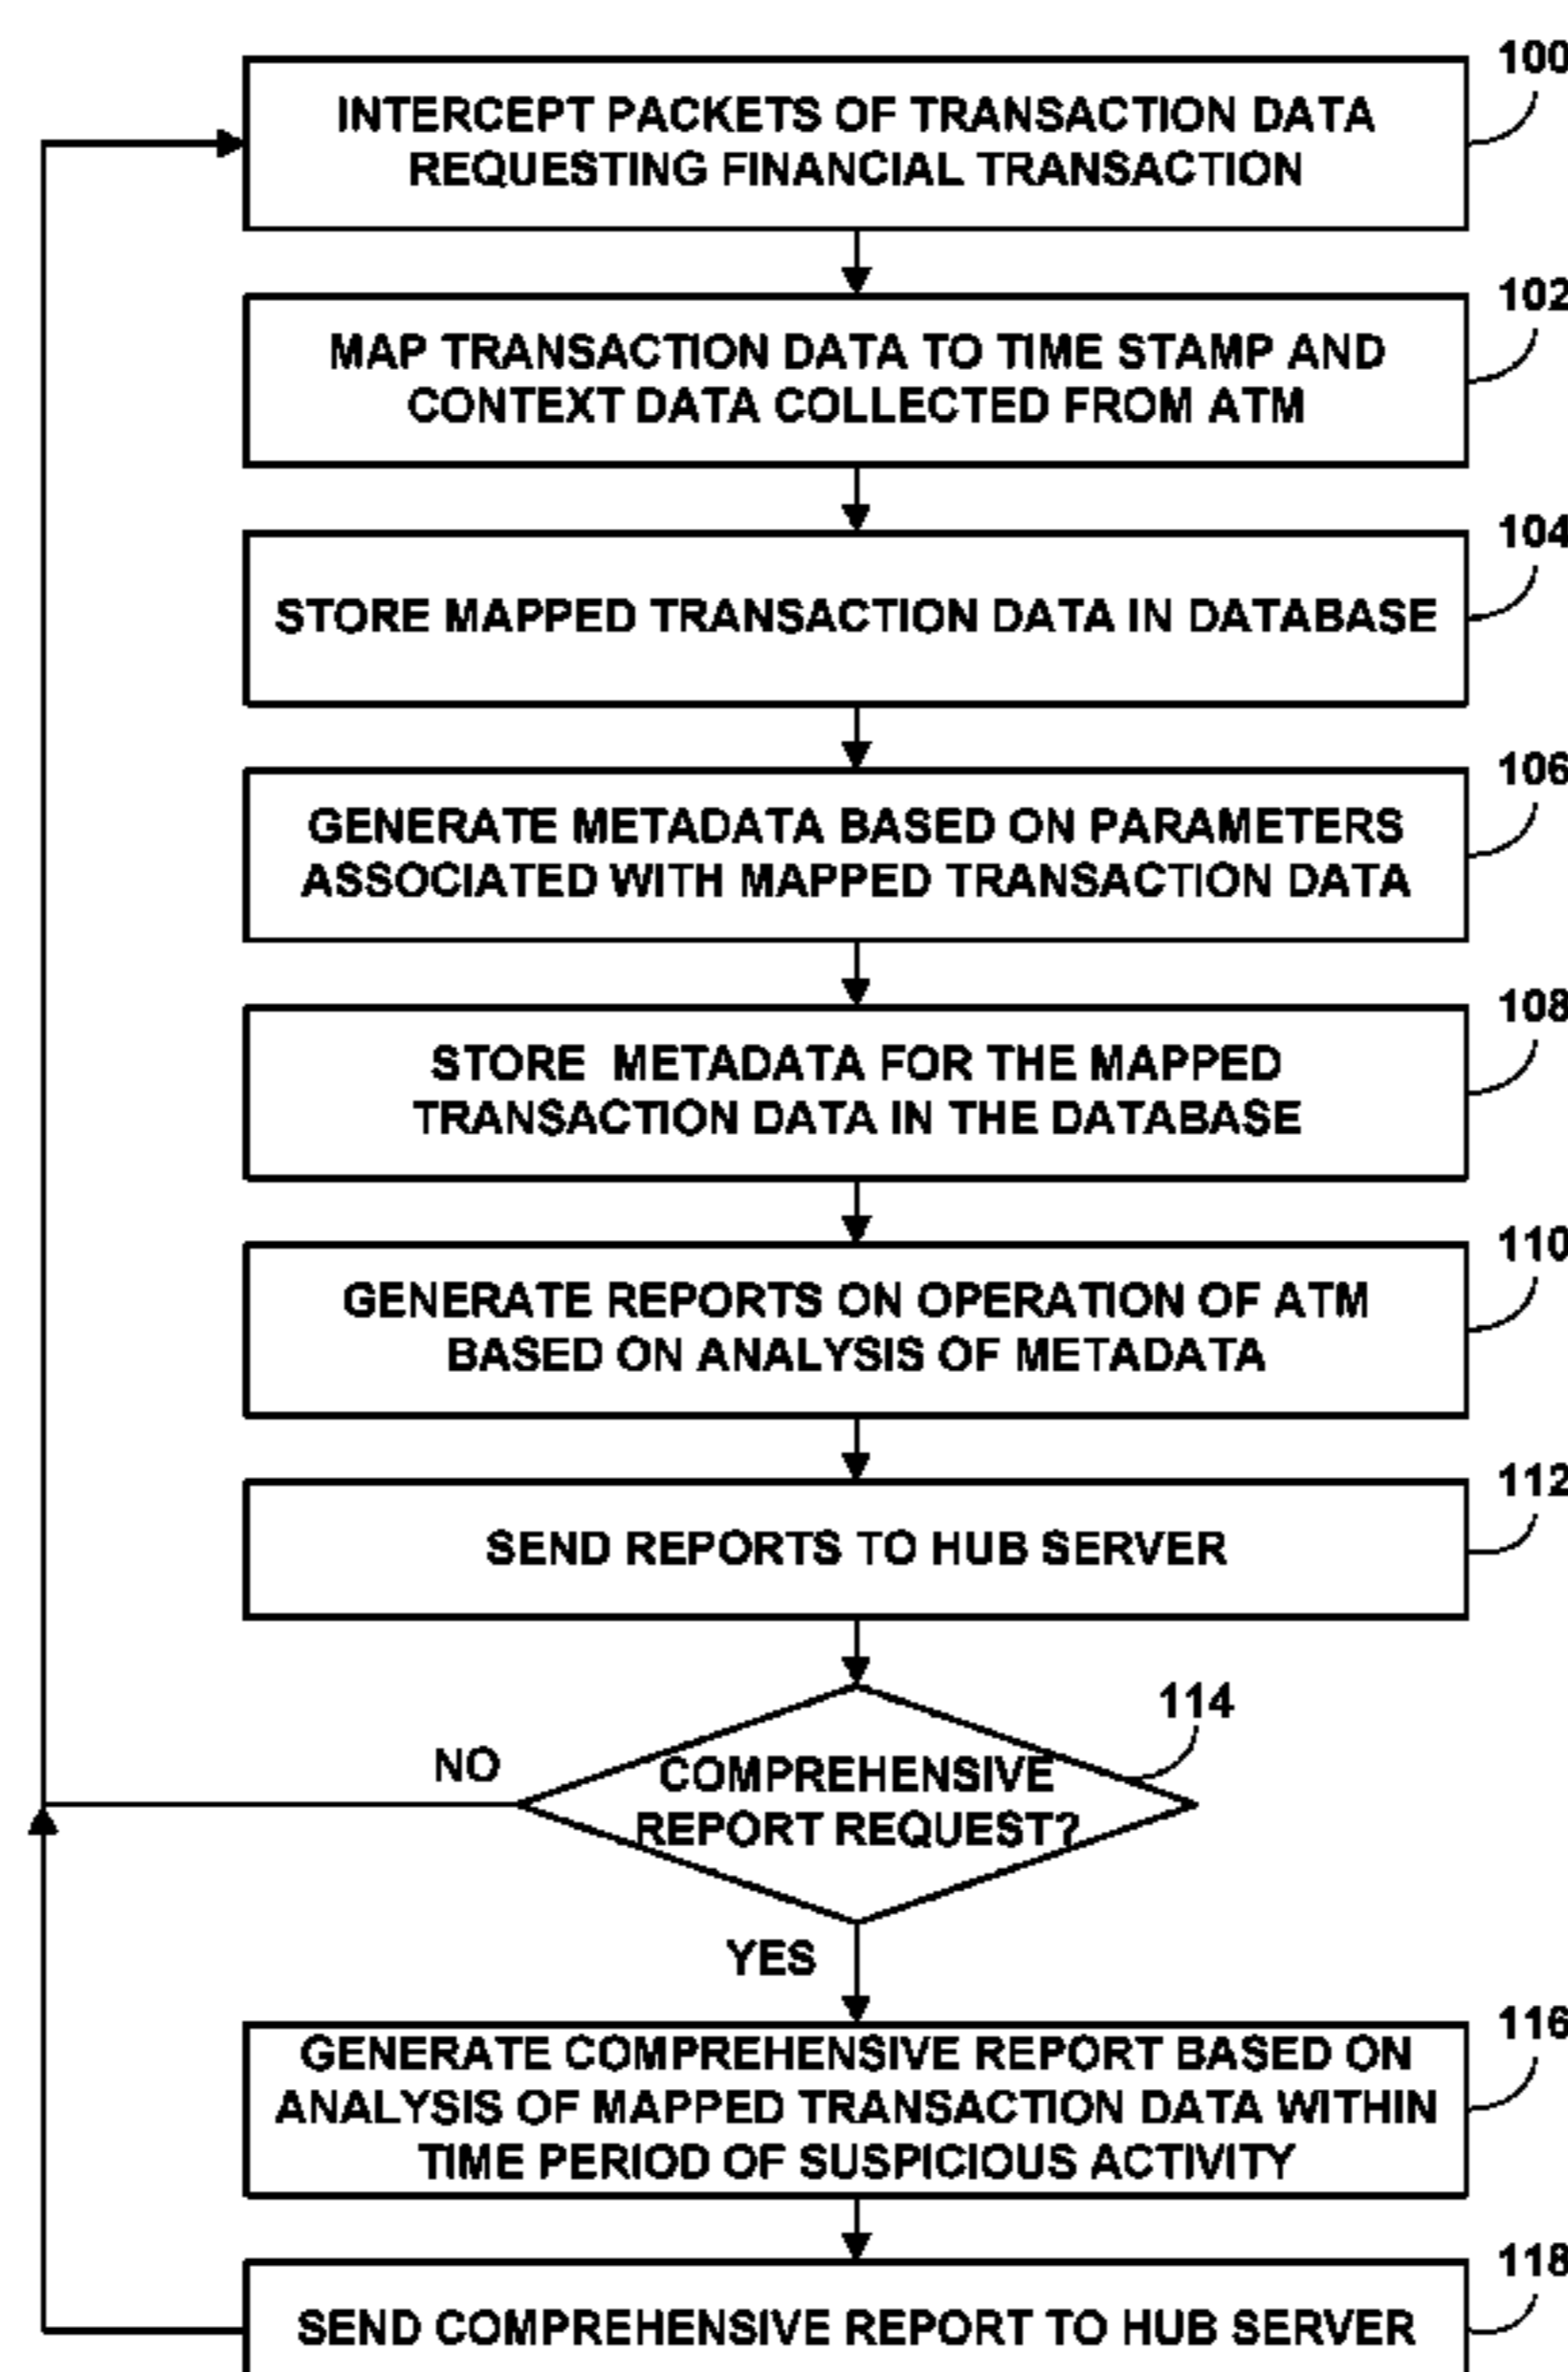 100
INTERCEPT PACKETS OF TRANSACTION DATA
REQUESTING FINANCIAL TRANSACTION
102
MAP TRANSACTION DATA TO TIME STAMP AND
CONTEXT DATA COLLECTED FROM ATM
104
STORE MAPPED TRANSACTION DATA IN DATABASE
106
GENERATE METADATA BASED ON PARAMETERS
ASSOCIATED WITH MAPPED TRANSACTION DATA
108
STORE METADATA FOR THE MAPPED
TRANSACTION DATA IN THE DATABASE
110
GENERATE REPORTS ON OPERATION OF ATM
BASED ON ANALYSIS OF METADATA
112
SEND REPORTS TO HUB SERVER
114
NO
COMPREHENSIVE
REPORT REQUEST?
YES
116
GENERATE COMPREHENSIVE REPORT BASED ON
ANALYSIS OF MAPPED TRANSACTION DATA WITHIN
TIME PERIOD OF SUSPICIOUS ACTIVITY
118
SEND COMPREHENSIVE REPORT TO HUB SERVER